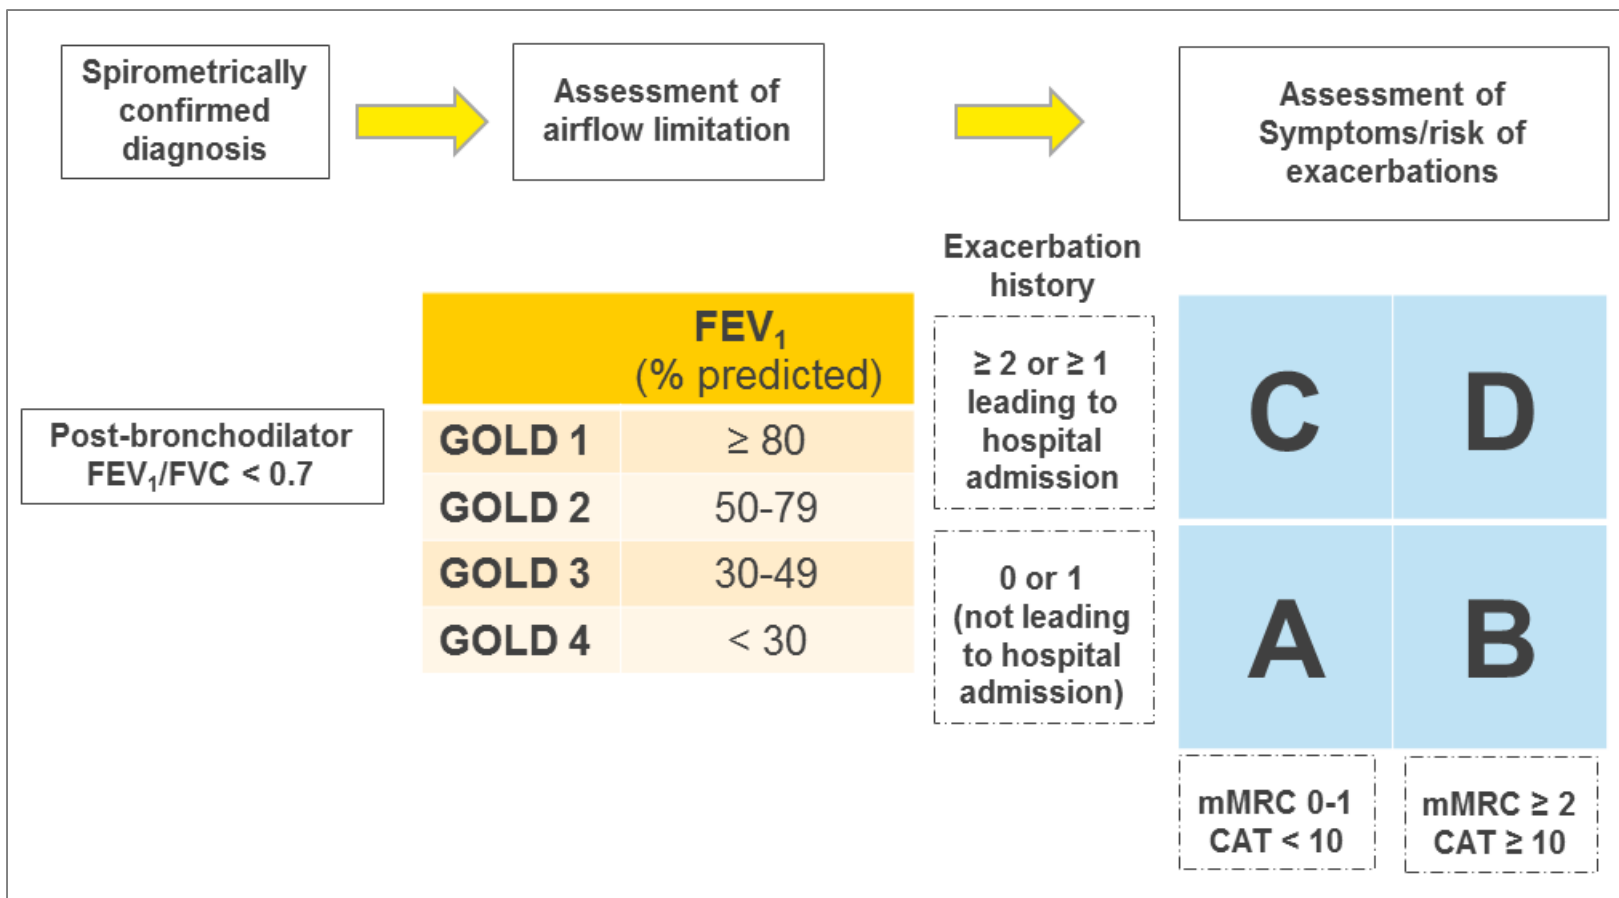 Spirometrically
confirmed
diagnosis
Assessment of
airflow limitation
Assessment of
Symptoms/risk of
exacerbations
Post-bronchodilator
FEV₁/FVC < 0.7
FEV₁
(% predicted)
GOLD 1 ≥ 80
GOLD 2 50-79
GOLD 3 30-49
GOLD 4 < 30
Exacerbation
history
≥ 2 or ≥ 1
leading to
hospital
admission
0 or 1
(not leading
to hospital
admission)
C D
A B
mMRC 0-1
CAT < 10
mMRC ≥ 2
CAT ≥ 10